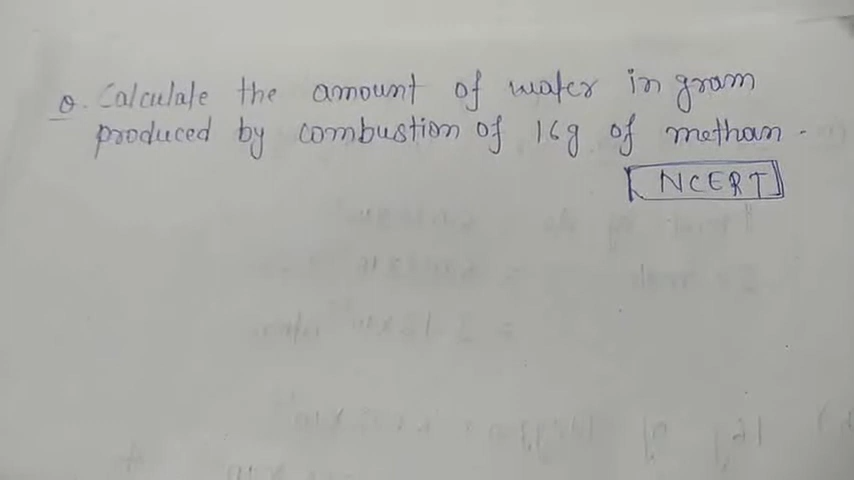 Q. Calculate the amount of water in gram
produced by combustion of 16g of methan.
[NCERT]